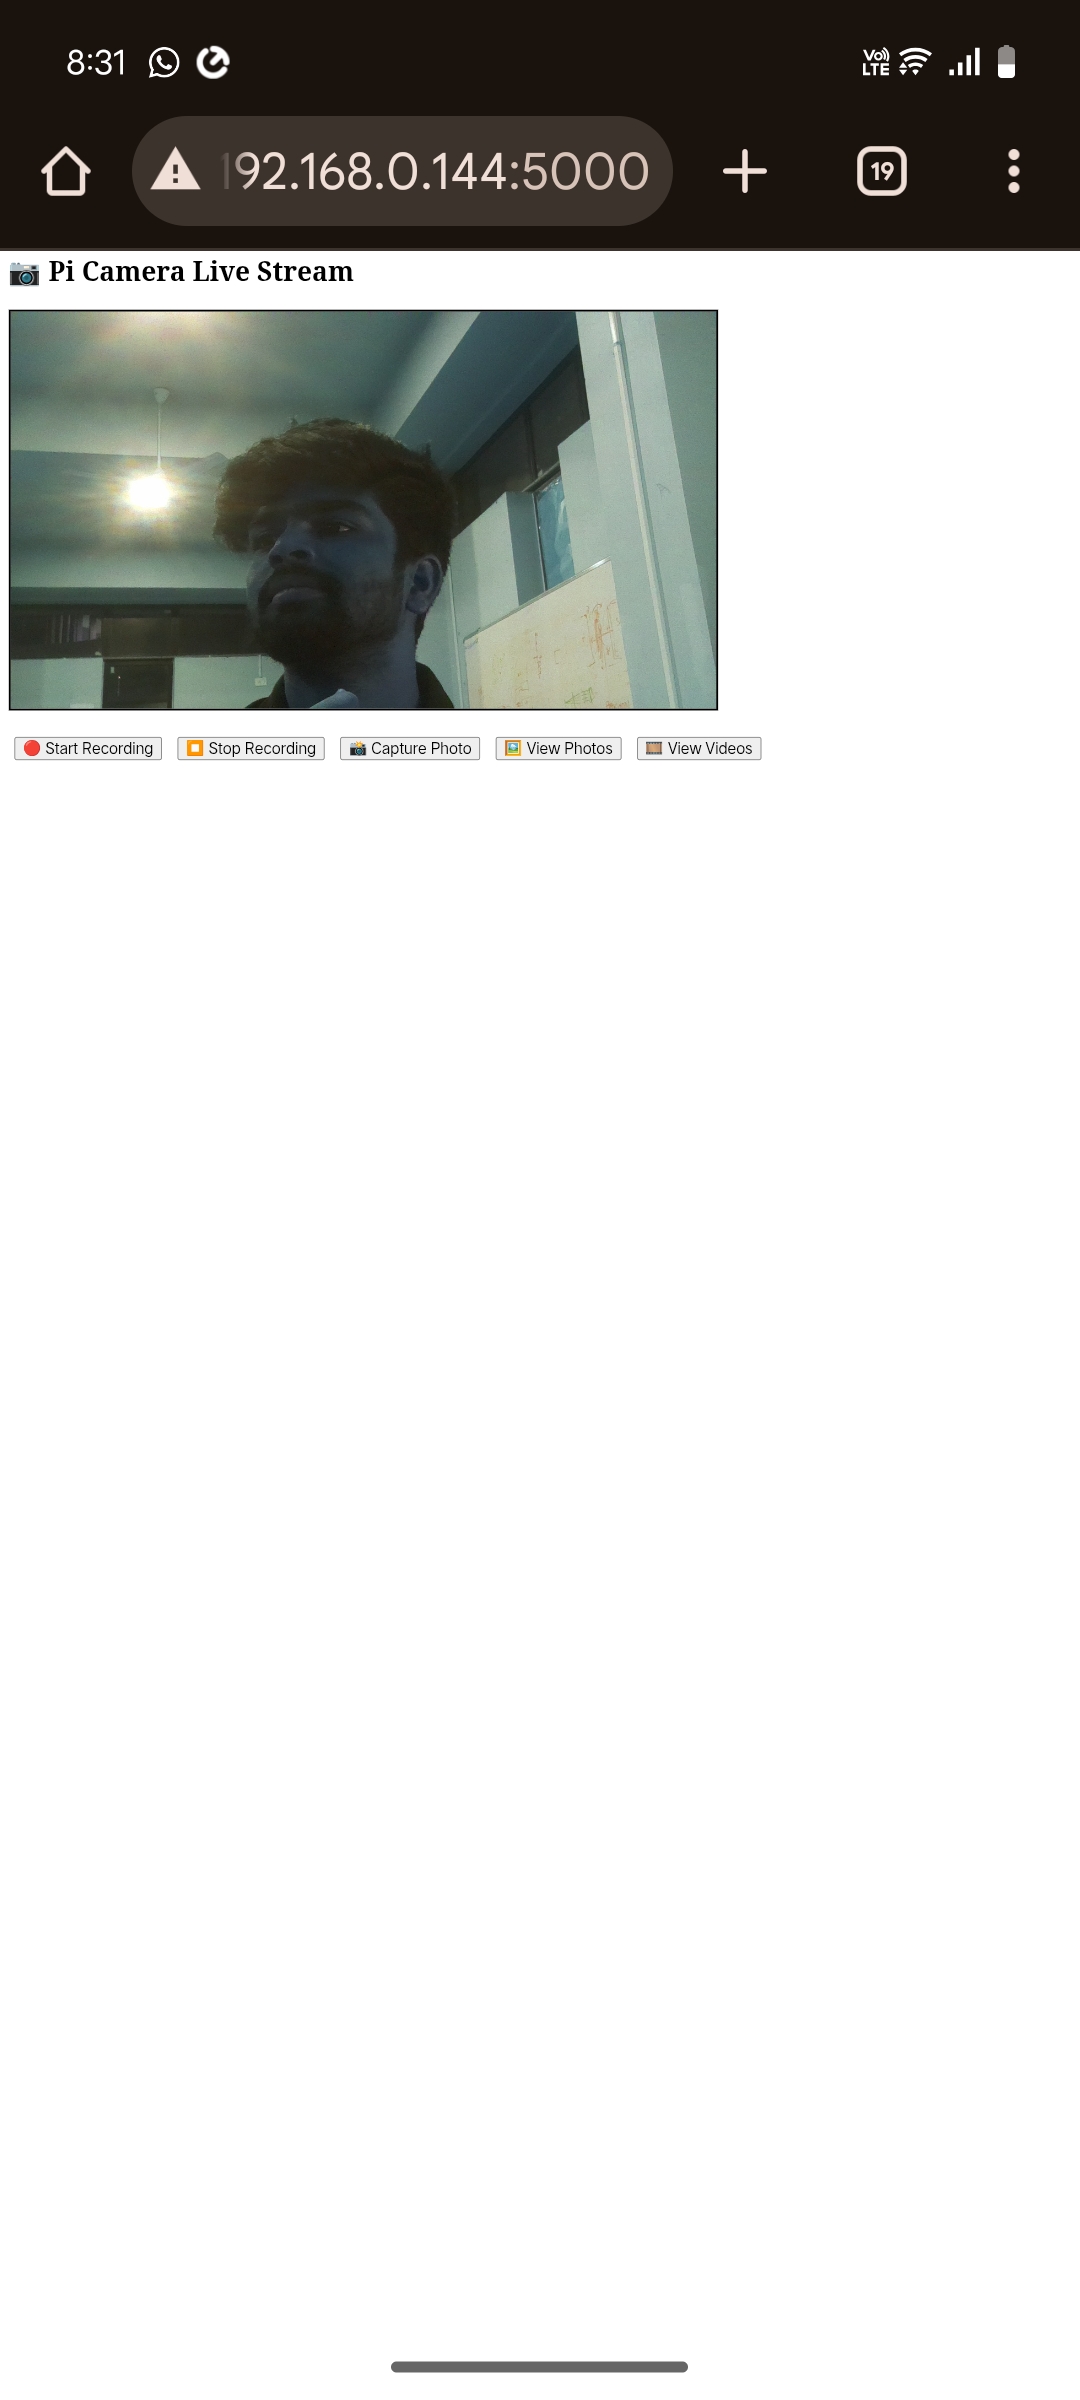 8:31 Vo) LTE
192.168.0.144:5000 19
📷 Pi Camera Live Stream
🔴 Start Recording ⏹️ Stop Recording 📸 Capture Photo 🖼️ View Photos 🎞️ View Videos